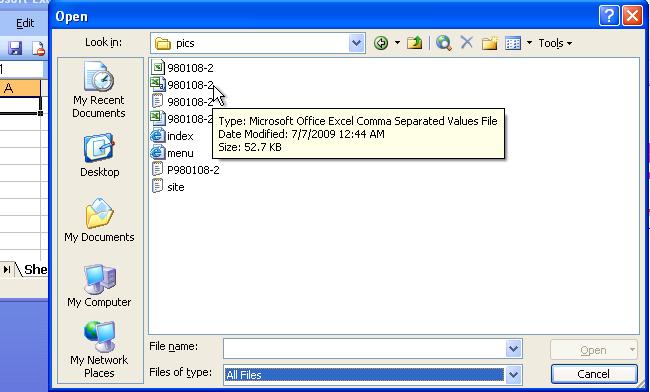 Microsoft Ex
Open
Edit
Look in:
pics
Tools
1
A
My Recent
Documents
Desktop
My Documents
My Computer
My Network
Places
980108-2
980108-2
980108-2
980108-2
index
menu
P980108-2
site
Type: Microsoft Office Excel Comma Separated Values File
Date Modified: 7/7/2009 12:44 AM
Size: 52.7 KB
She
File name:
Open
Files of type:
All Files
Cancel